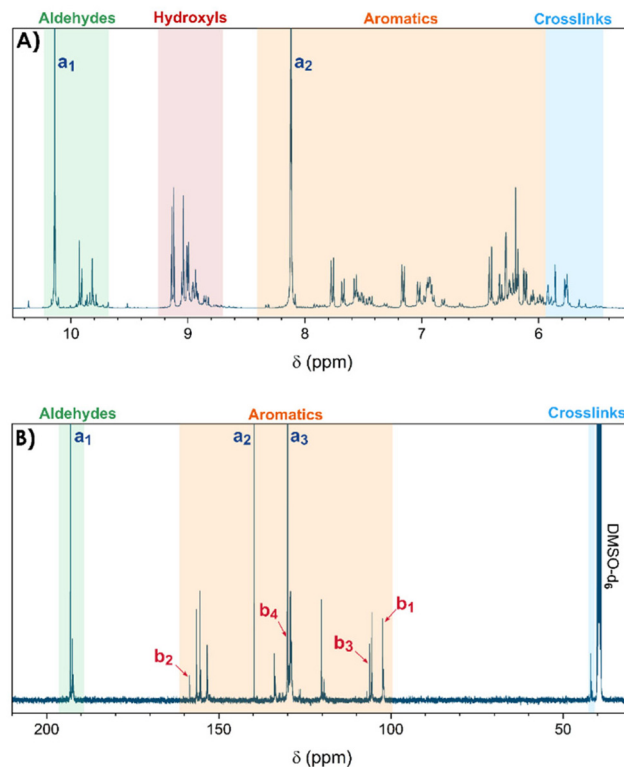 Aldehydes Hydroxyls Aromatics Crosslinks
A)
a1 a2
10 9 8 7 6
δ (ppm)
Aldehydes Aromatics Crosslinks
B)
a1 a2 a3
b4 b1
b2 b3
DMSO-d6
200 150 100 50
δ (ppm)